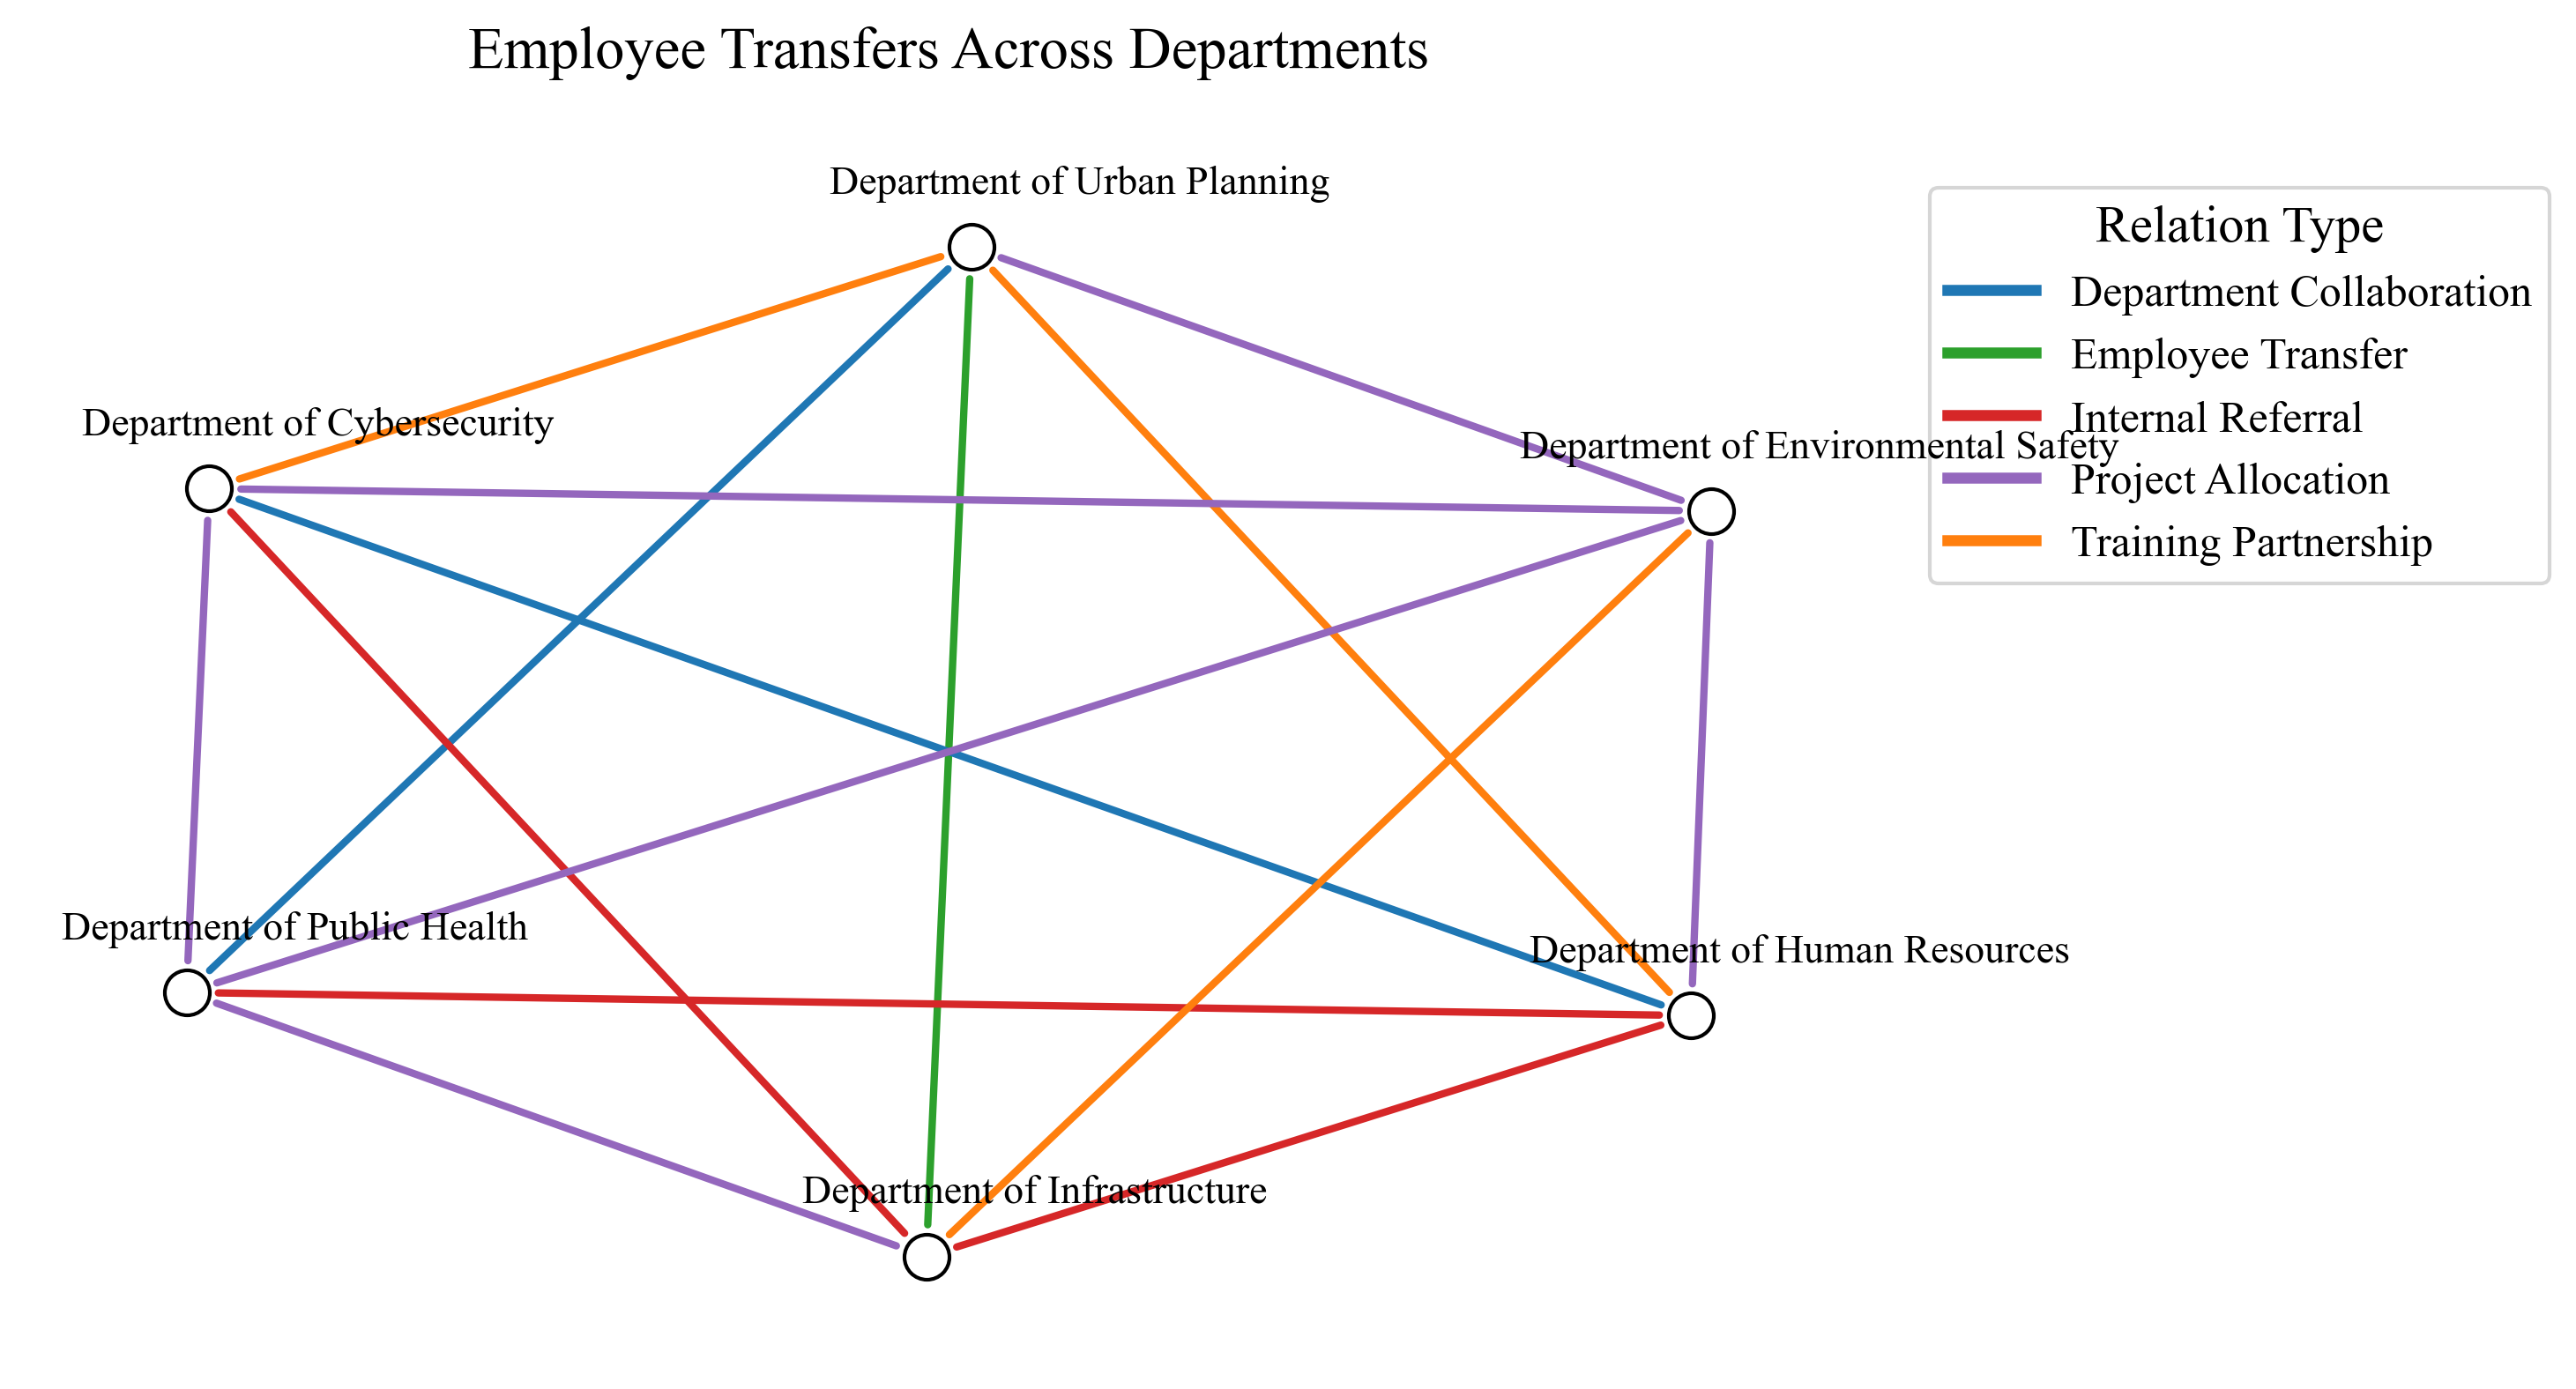 Employee Transfers Across Departments
Department of Urban Planning
Relation Type
Department Collaboration
Employee Transfer
Internal Referral
Project Allocation
Training Partnership
Department of Cybersecurity
Department of Environmental Safety
Department of Public Health
Department of Human Resources
Department of Infrastructure